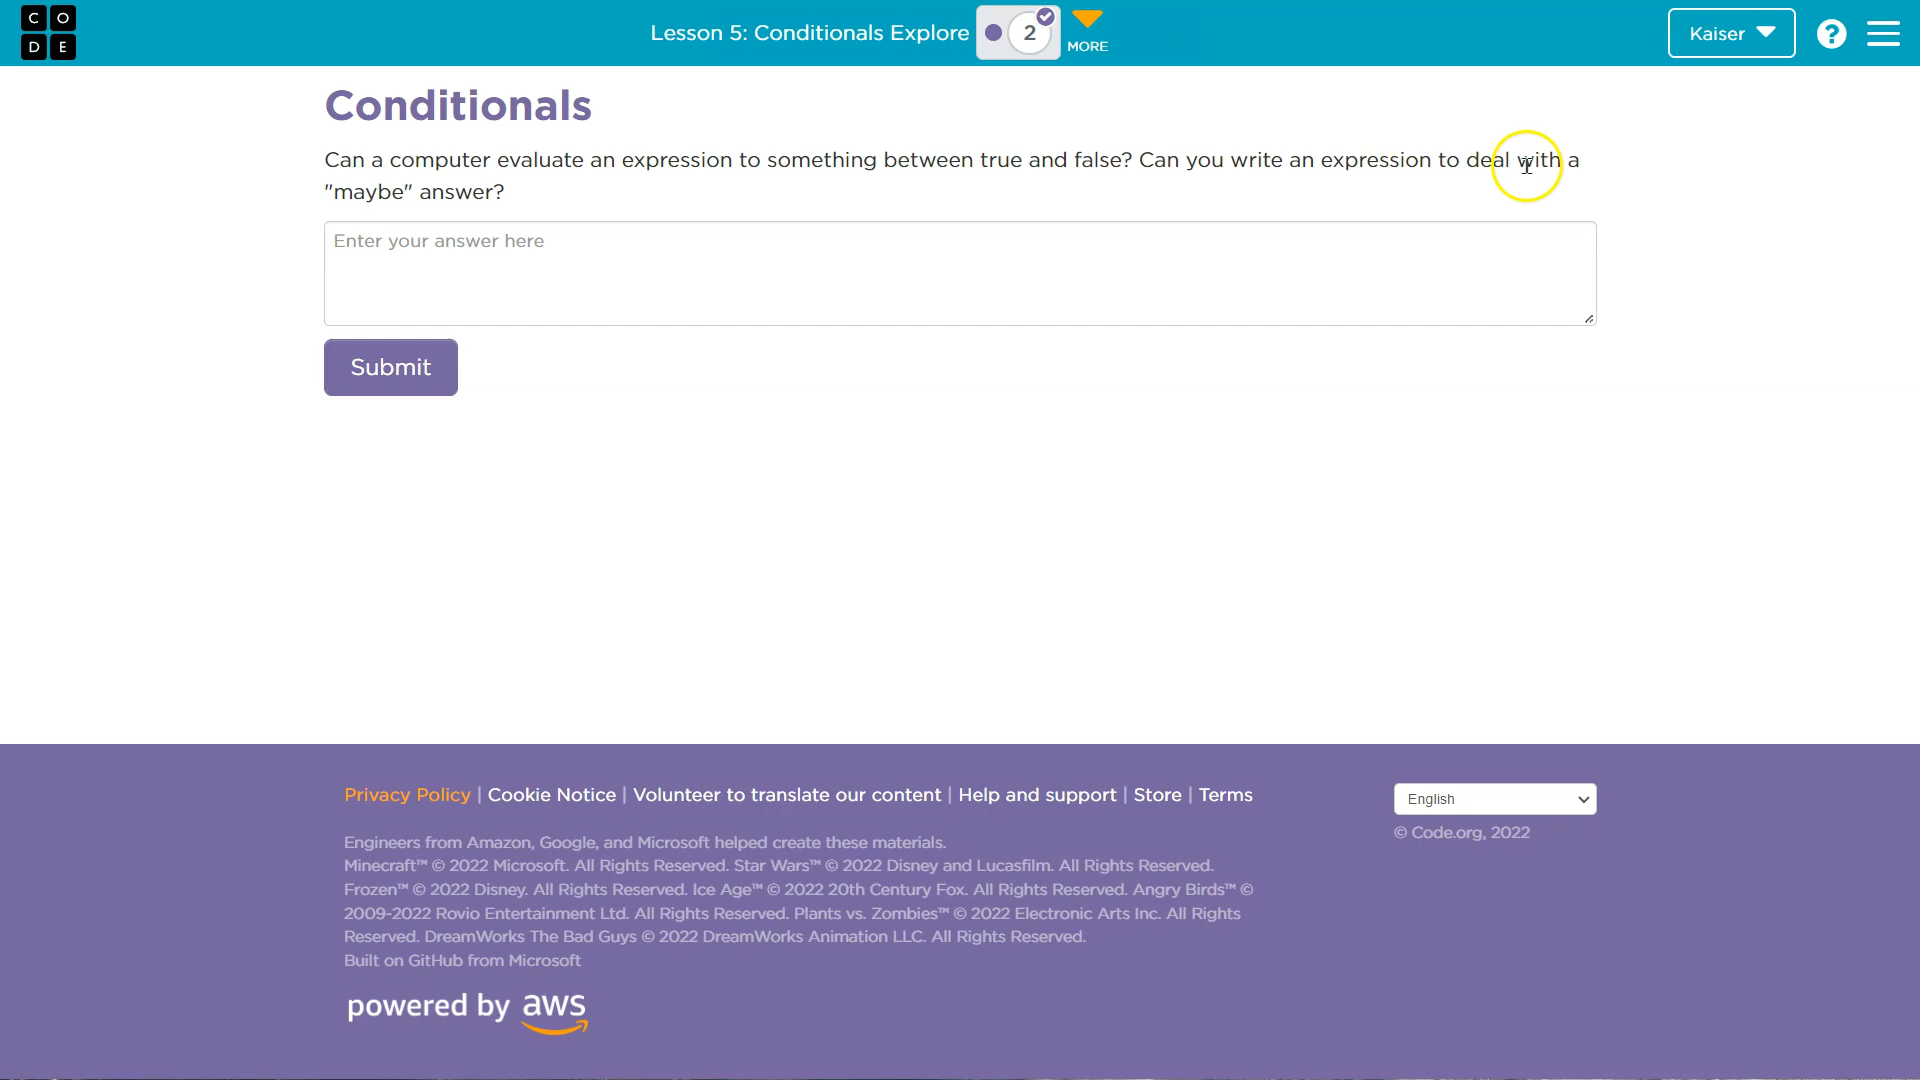 C O
D E
Lesson 5: Conditionals Explore
2
MORE
Kaiser
?
Conditionals
Can a computer evaluate an expression to something between true and false? Can you write an expression to deal with a
"maybe" answer?
Enter your answer here
Submit
Privacy Policy | Cookie Notice | Volunteer to translate our content | Help and support | Store | Terms
English
© Code.org, 2022
Engineers from Amazon, Google, and Microsoft helped create these materials.
Minecraft™ © 2022 Microsoft. All Rights Reserved. Star Wars™ © 2022 Disney and Lucasfilm. All Rights Reserved.
Frozen™ © 2022 Disney. All Rights Reserved. Ice Age™ © 2022 20th Century Fox. All Rights Reserved. Angry Birds™ ©
2009-2022 Rovio Entertainment Ltd. All Rights Reserved. Plants vs. Zombies™ © 2022 Electronic Arts Inc. All Rights
Reserved. DreamWorks The Bad Guys © 2022 DreamWorks Animation LLC. All Rights Reserved.
Built on GitHub from Microsoft
powered by aws